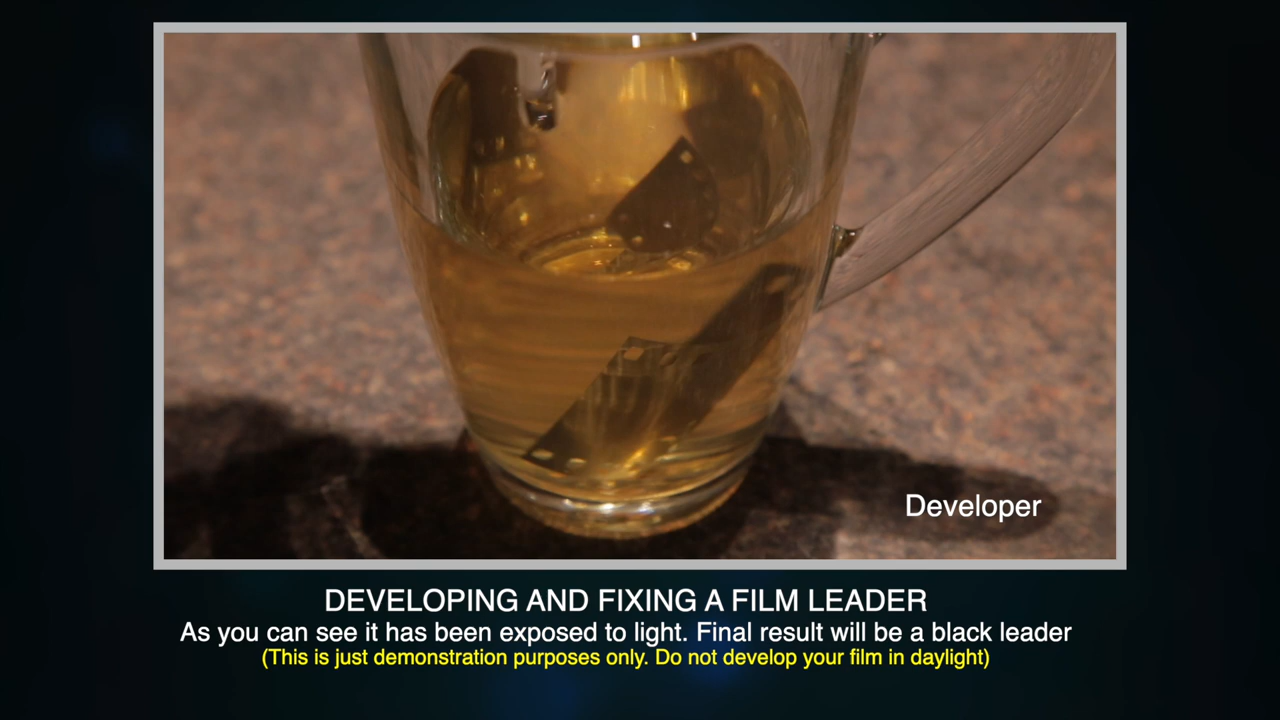 Developer
DEVELOPING AND FIXING A FILM LEADER
As you can see it has been exposed to light. Final result will be a black leader
(This is just demonstration purposes only. Do not develop your film in daylight)